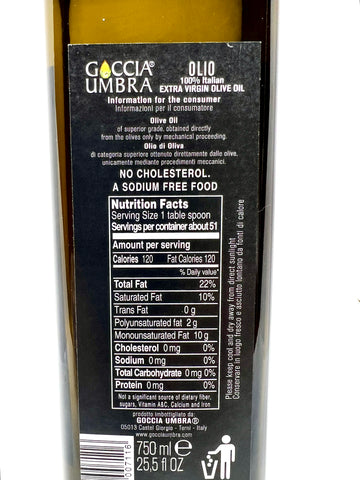 GOCCIA®
UMBRA
OLIO
100% Italian
EXTRA VIRGIN OLIVE OIL
Information for the consumer
Informazioni per il consumatore
Olive Oil
of superior grade, obtained directly
from the olives only by mechanical proceeding.
Olio di Oliva
di categoria superiore ottenuto direttamente dalle olive,
unicamente mediante procedimenti meccanici.
NO CHOLESTEROL.
A SODIUM FREE FOOD
Nutrition Facts
Serving Size 1 table spoon
Servings per container about 51
Amount per serving
Calories 120 Fat Calories 120
% Daily value*
Total Fat 22%
Saturated Fat 10%
Trans Fat 0 g
Polyunsaturated fat 2 g
Monounsaturated Fat 10 g
Cholesterol 0 mg 0%
Sodium 0 mg 0%
Total Carbohydrate 0 mg 0%
Protein 0 mg 0%
Not a significant source of dietary fiber,
sugars, Vitamin A&C, Calcium and Iron
Please keep cool and dry away from direct sunlight
Conservare in luogo fresco e asciutto lontano da fonti di calore
prodotto imbottigliato da:
GOCCIA UMBRA®
05013 Castel Giorgio - Terni - Italy
www.gocciaumbra.com
007116
750 ml e
25,5 fl OZ